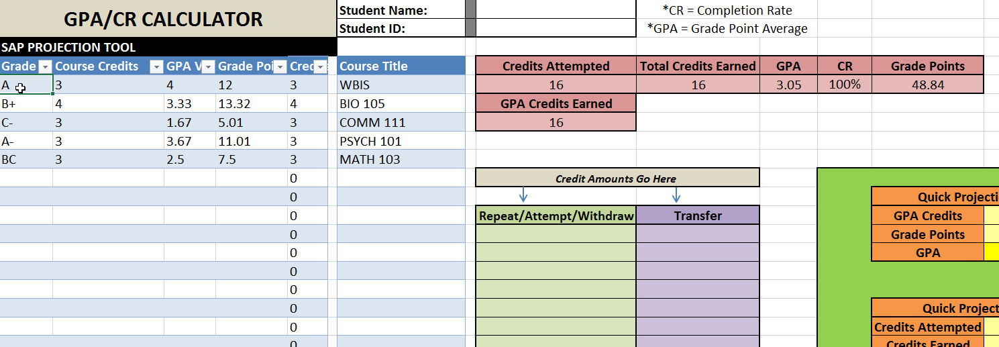 GPA/CR CALCULATOR
Student Name:
*CR = Completion Rate
Student ID:
*GPA = Grade Point Average
SAP PROJECTION TOOL
Grade Course Credits GPA V Grade Poi Cred Course Title
Credits Attempted Total Credits Earned GPA CR Grade Points
A 3 4 12 3 WBIS 16 16 3.05 100% 48.84
B+ 4 3.33 13.32 4 BIO 105 GPA Credits Earned
C- 3 1.67 5.01 3 COMM 111 16
A- 3 3.67 11.01 3 PSYCH 101
BC 3 2.5 7.5 3 MATH 103
0 Credit Amounts Go Here
0 Quick Projecti
0 Repeat/Attempt/Withdraw Transfer GPA Credits
0 Grade Points
0 GPA
0
0
0 Quick Project
0 Credits Attempted
0 Credits Earned